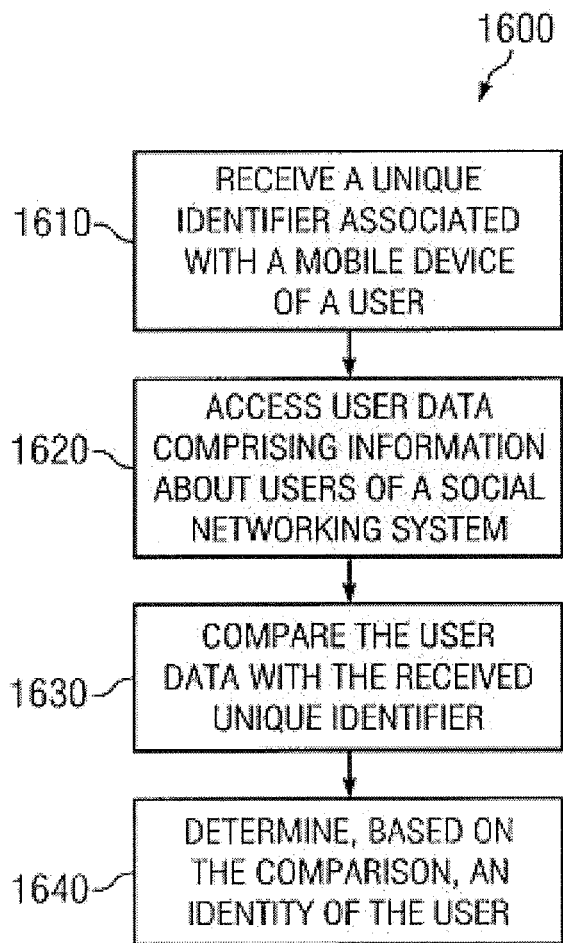 1600
1610
RECEIVE A UNIQUE
IDENTIFIER ASSOCIATED
WITH A MOBILE DEVICE
OF A USER
1620
ACCESS USER DATA
COMPRISING INFORMATION
ABOUT USERS OF A SOCIAL
NETWORKING SYSTEM
1630
COMPARE THE USER
DATA WITH THE RECEIVED
UNIQUE IDENTIFIER
1640
DETERMINE, BASED ON
THE COMPARISON, AN
IDENTITY OF THE USER